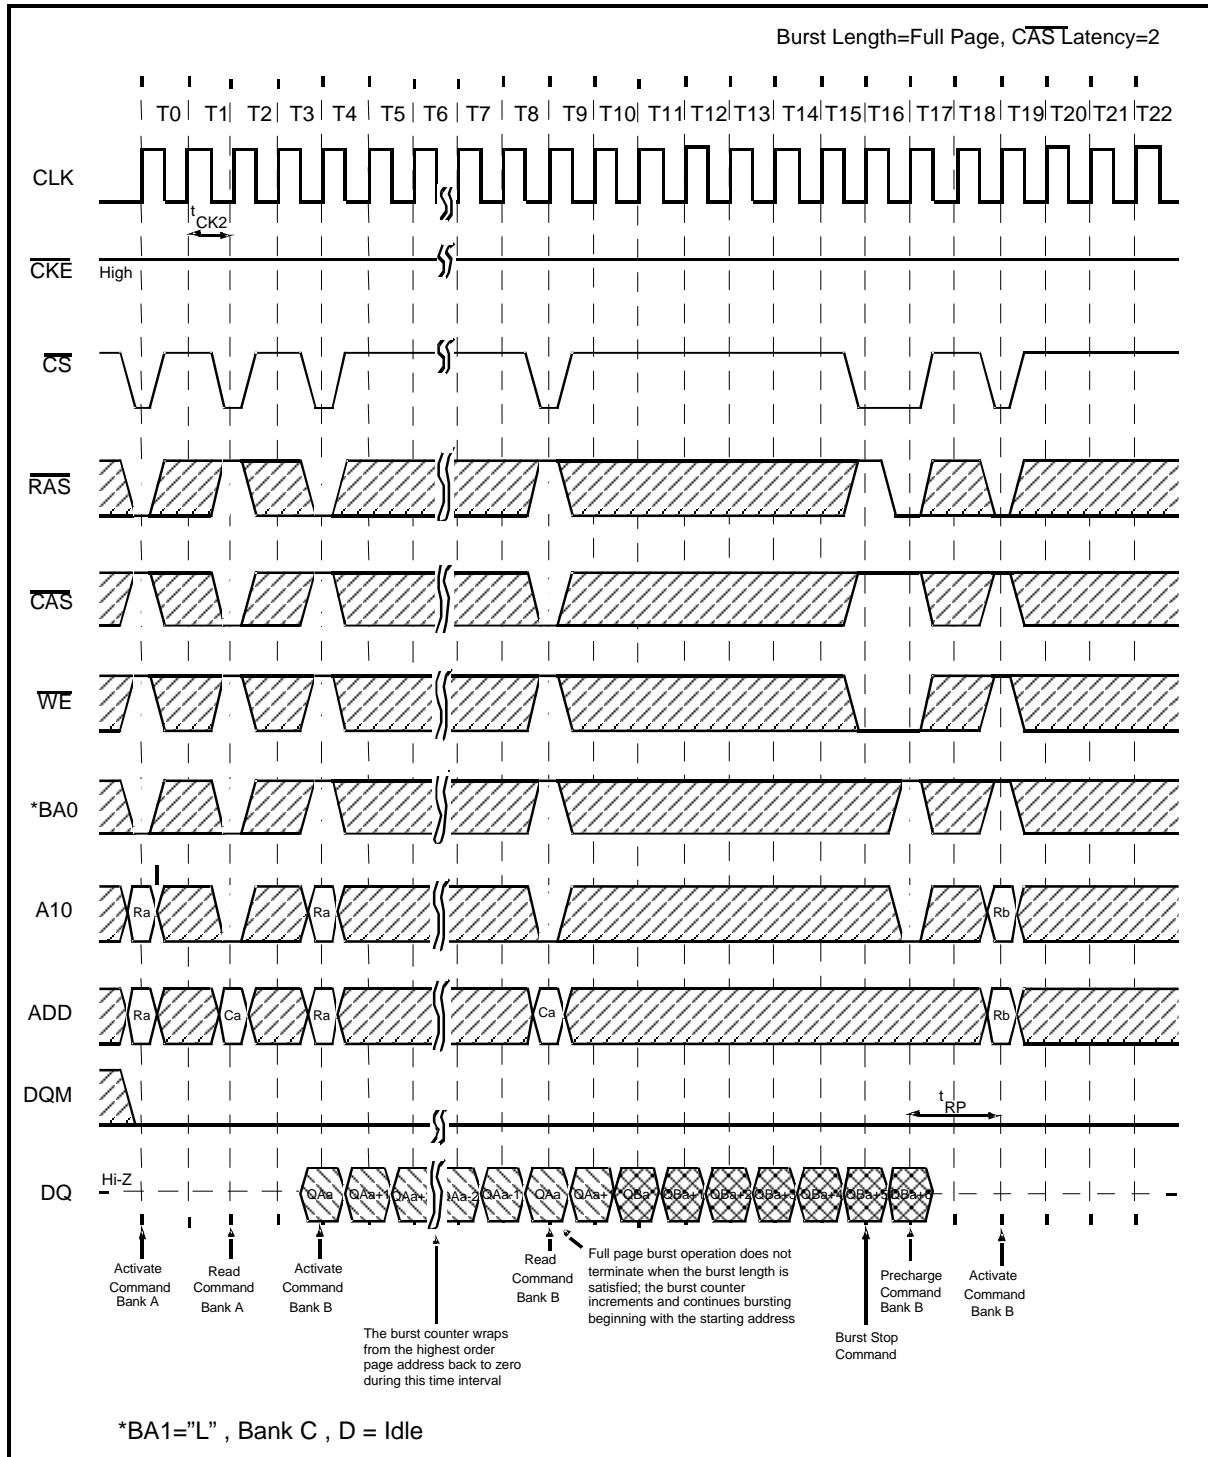 Burst Length=Full Page, CAS Latency=2
T0 T1 T2 T3 T4 T5 T6 T7 T8 T9 T10 T11 T12 T13 T14 T15 T16 T17 T18 T19 T20 T21 T22
CLK
tCK2
CKE
High
CS
RAS
CAS
WE
*BA0
A10
Ra Ra Rb
ADD
Ra Ca Ra Ca Rb
DQM
tRP
DQ
Hi-Z
QAa QAa+1 QAa-1 QAa QBa QBa+1 QBa+2 QBa+3 QBa+4 QBa+5 QBa+6
Activate
Command
Bank A
Read
Command
Bank A
Activate
Command
Bank B
The burst counter wraps
from the highest order
page address back to zero
during this time interval
Read
Command
Bank B
Full page burst operation does not
terminate when the burst length is
satisfied; the burst counter
increments and continues bursting
beginning with the starting address
Burst Stop
Command
Precharge
Command
Bank B
Activate
Command
Bank B
*BA1="L" , Bank C , D = Idle